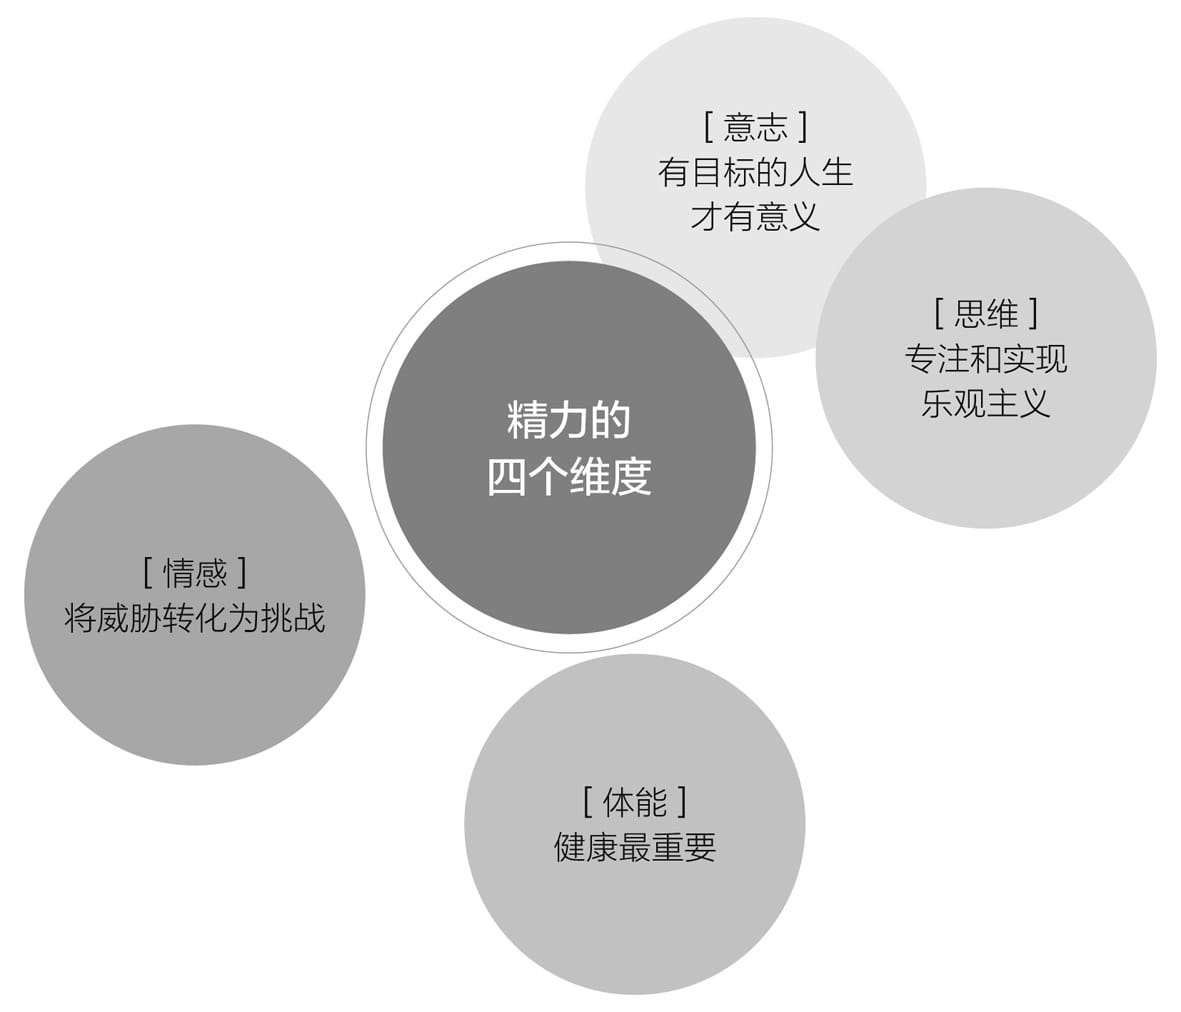 [ 意志 ]
有目标的人生
才有意义
[ 思维 ]
专注和实现
乐观主义
精力的
四个维度
[ 情感 ]
将威胁转化为挑战
[ 体能 ]
健康最重要